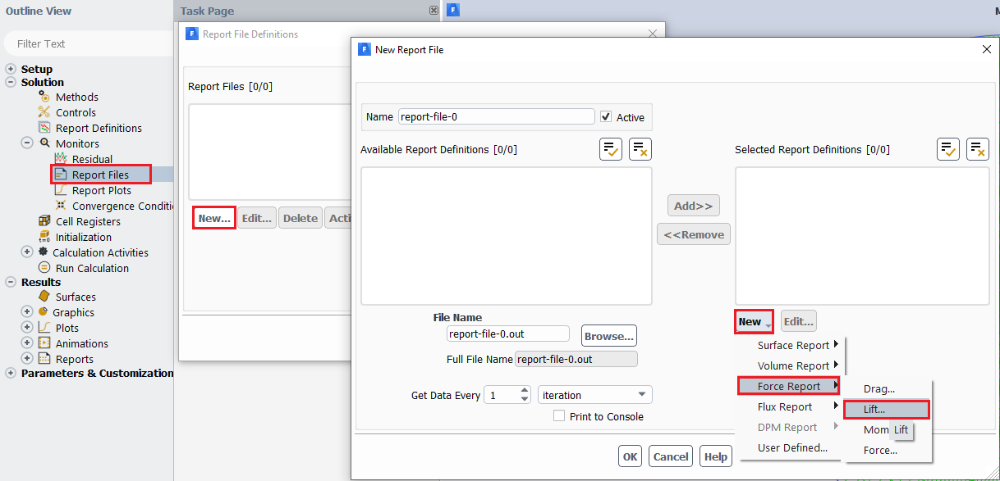 Outline View
Filter Text
Setup
Solution
Methods
Controls
Report Definitions
Monitors
Residual
Report Files
Report Plots
Convergence Conditi
Cell Registers
Initialization
Calculation Activities
Run Calculation
Results
Surfaces
Graphics
Plots
Animations
Reports
Parameters & Customization
Task Page
Report File Definitions
Report Files [0/0]
New... Edit... Delete Acti
New Report File
Name report-file-0 Active
Available Report Definitions [0/0]
Selected Report Definitions [0/0]
Add>>
<<Remove
File Name
report-file-0.out Browse...
Full File Name report-file-0.out
Get Data Every 1 iteration
Print to Console
New Edit...
Surface Report
Volume Report
Force Report
Flux Report
DPM Report
User Defined...
Drag...
Lift...
Mom Lift
Force...
OK Cancel Help
M